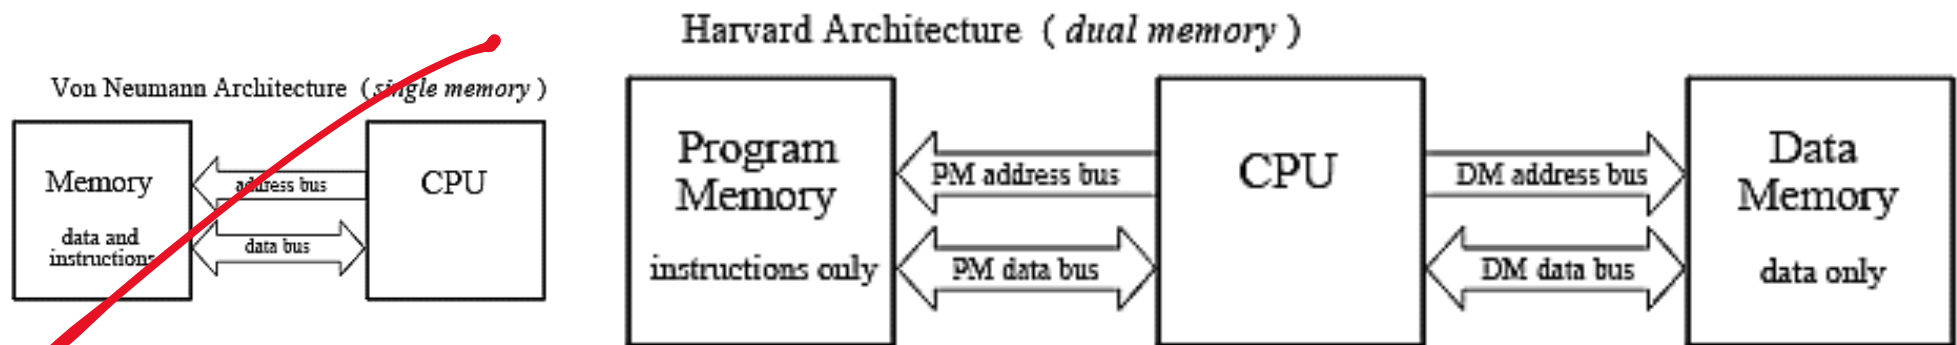 Von Neumann Architecture ( single memory )
Memory
data and
instructions
address bus
data bus
CPU
Harvard Architecture ( dual memory )
Program
Memory
instructions only
PM address bus
PM data bus
CPU
DM address bus
DM data bus
Data
Memory
data only